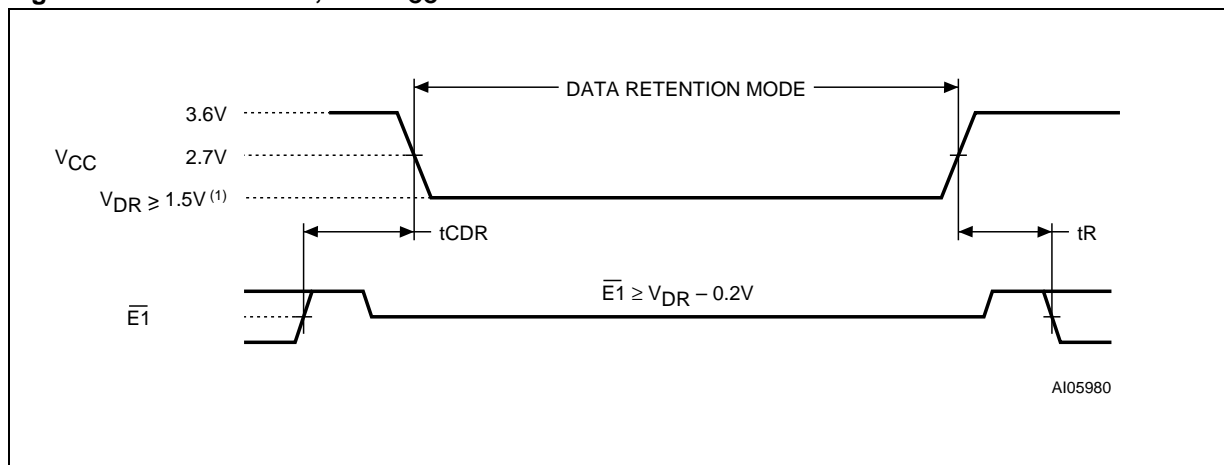 DATA RETENTION MODE
3.6V
VCC 2.7V
VDR ≥ 1.5V (1)
tCDR tR
E1 ≥ VDR – 0.2V
E1
AI05980